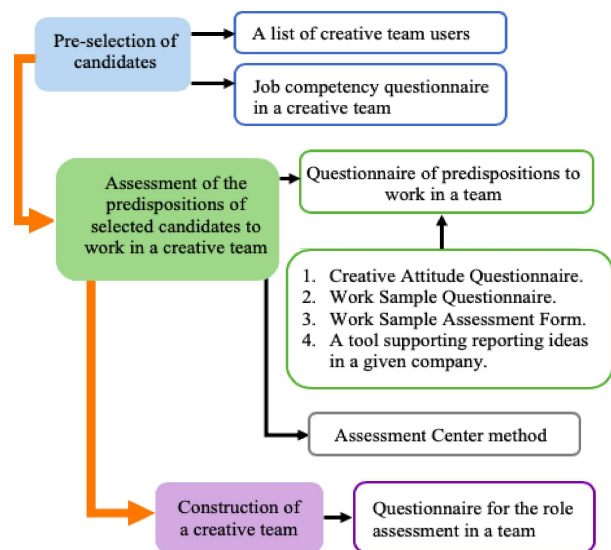 Pre-selection of
candidates
A list of creative team users
Job competency questionnaire
in a creative team
Assessment of the
predispositions of
selected candidates to
work in a creative team
Questionnaire of predispositions to
work in a team
1. Creative Attitude Questionnaire.
2. Work Sample Questionnaire.
3. Work Sample Assessment Form.
4. A tool supporting reporting ideas
in a given company.
Assessment Center method
Construction of
a creative team
Questionnaire for the role
assessment in a team